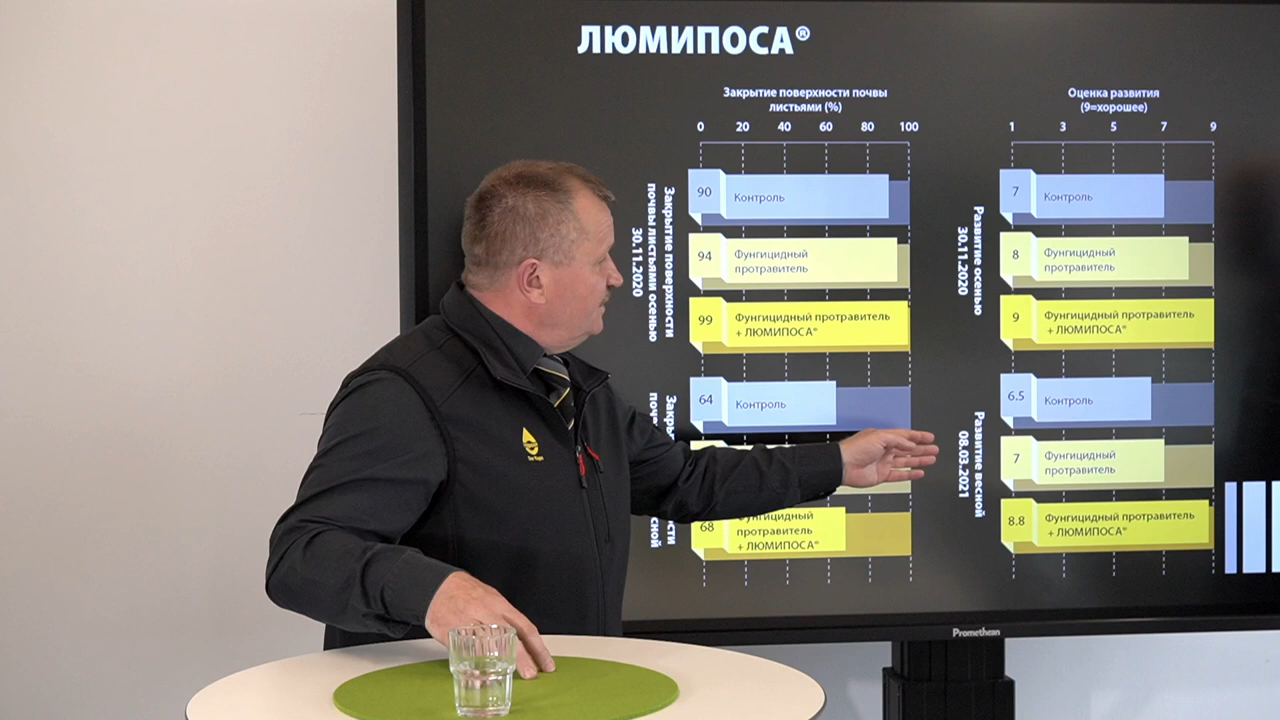 ЛЮМИПОСА®
Закрытие поверхности почвы
листьями (%)
0 20 40 60 80 100
Закрытие поверхности
почвы листьями осенью
30.11.2020
90 Контроль
94 Фунгицидный
протравитель
99 Фунгицидный протравитель
+ ЛЮМИПОСА®
64 Контроль
68 Фунгицидный
протравитель
+ ЛЮМИПОСА®
Оценка развития
(9=хорошее)
1 3 5 7 9
Развитие осенью
30.11.2020
7 Контроль
8 Фунгицидный
протравитель
9 Фунгицидный протравитель
+ ЛЮМИПОСА®
Развитие весной
08.03.2021
6.5 Контроль
7 Фунгицидный
протравитель
8.8 Фунгицидный протравитель
+ ЛЮМИПОСА®
Promethean